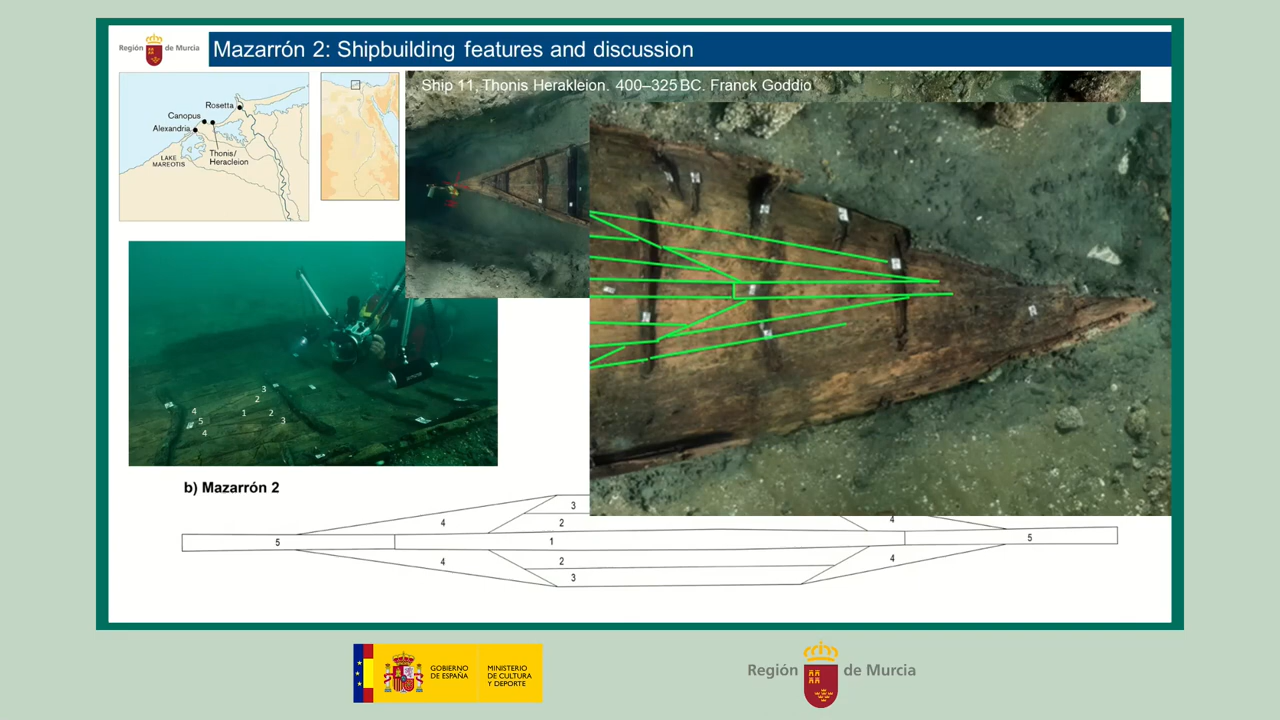 Región de Murcia
Mazarrón 2: Shipbuilding features and discussion
Ship 11, Thonis Herakleion. 400–325 BC. Franck Goddio
Rosetta
Canopus
Alexandria
Thonis/
Heracleion
LAKE
MAREOTIS
3
2
4 1 2
5 3
4
b) Mazarrón 2
3
4 2 4
5 1 5
4 2 4
3
GOBIERNO
DE ESPAÑA
MINISTERIO
DE CULTURA
Y DEPORTE
Región de Murcia